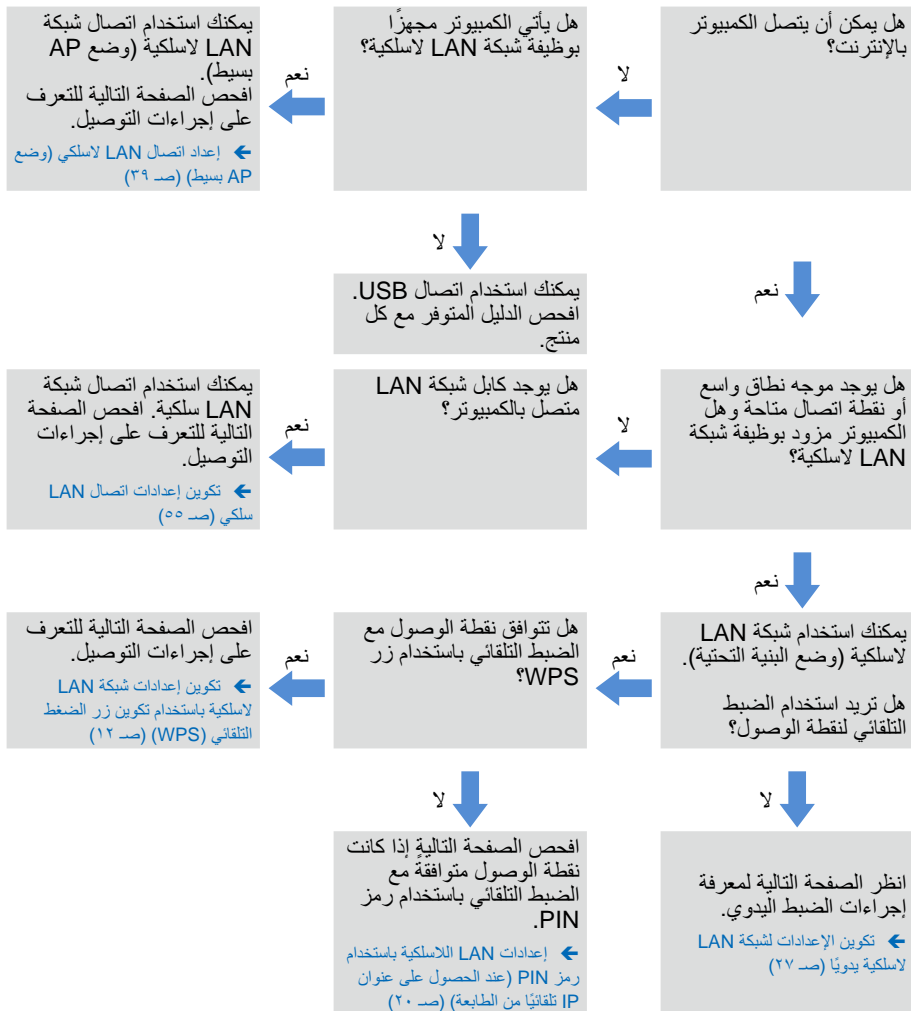 هل يمكن أن يتصل الكمبيوتر
بالإنترنت؟
لا
هل يأتي الكمبيوتر مجهزًا
بوظيفة شبكة LAN لاسلكية؟
نعم
يمكنك استخدام اتصال شبكة
LAN لاسلكية (وضع AP
بسيط).
افحص الصفحة التالية للتعرف
على إجراءات التوصيل.
إعداد اتصال LAN لاسلكي (وضع
AP بسيط) (صـ ٣٩)
نعم
لا
يمكنك استخدام اتصال USB.
افحص الدليل المتوفر مع كل
منتج.
هل يوجد موجه نطاق واسع
أو نقطة اتصال متاحة وهل
الكمبيوتر مزود بوظيفة شبكة
LAN لاسلكية؟
لا
هل يوجد كابل شبكة LAN
متصل بالكمبيوتر؟
نعم
يمكنك استخدام اتصال شبكة
LAN سلكية. افحص الصفحة
التالية للتعرف على إجراءات
التوصيل.
تكوين إعدادات اتصال LAN
سلكي (صـ ٥٥)
نعم
يمكنك استخدام شبكة LAN
لاسلكية (وضع البنية التحتية).
هل تريد استخدام الضبط
التلقائي لنقطة الوصول؟
نعم
هل تتوافق نقطة الوصول مع
الضبط التلقائي باستخدام زر
WPS؟
نعم
افحص الصفحة التالية للتعرف
على إجراءات التوصيل.
تكوين إعدادات شبكة LAN
لاسلكية باستخدام تكوين زر الضغط
التلقائي (WPS) (صـ ١٢)
لا
لا
انظر الصفحة التالية لمعرفة
إجراءات الضبط اليدوي.
تكوين الإعدادات لشبكة LAN
لاسلكية يدويًا (صـ ٢٧)
افحص الصفحة التالية إذا كانت
نقطة الوصول متوافقة مع
الضبط التلقائي باستخدام رمز
PIN.
إعدادات LAN اللاسلكية باستخدام
رمز PIN (عند الحصول على عنوان
IP تلقائيًا من الطابعة) (صـ ٢٠)